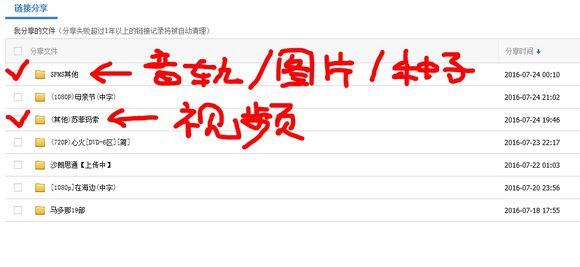 链接分享
我分享的文件（分享失败超过1年以上的链接记录将被自动清理）
分享文件 分享时间
SFMS其他 音轨/图片/种子 2016-07-24 00:10
(1080P)母亲节(中字) 2016-07-24 21:02
(其他)苏菲玛索 视频 2016-07-24 19:46
(720P)心火[DVD-6区][简] 2016-07-23 22:17
沙朗思通【上传中】 2016-07-22 01:03
[1080p]在海边(中字) 2016-07-20 23:56
马多那19部 2016-07-18 17:55